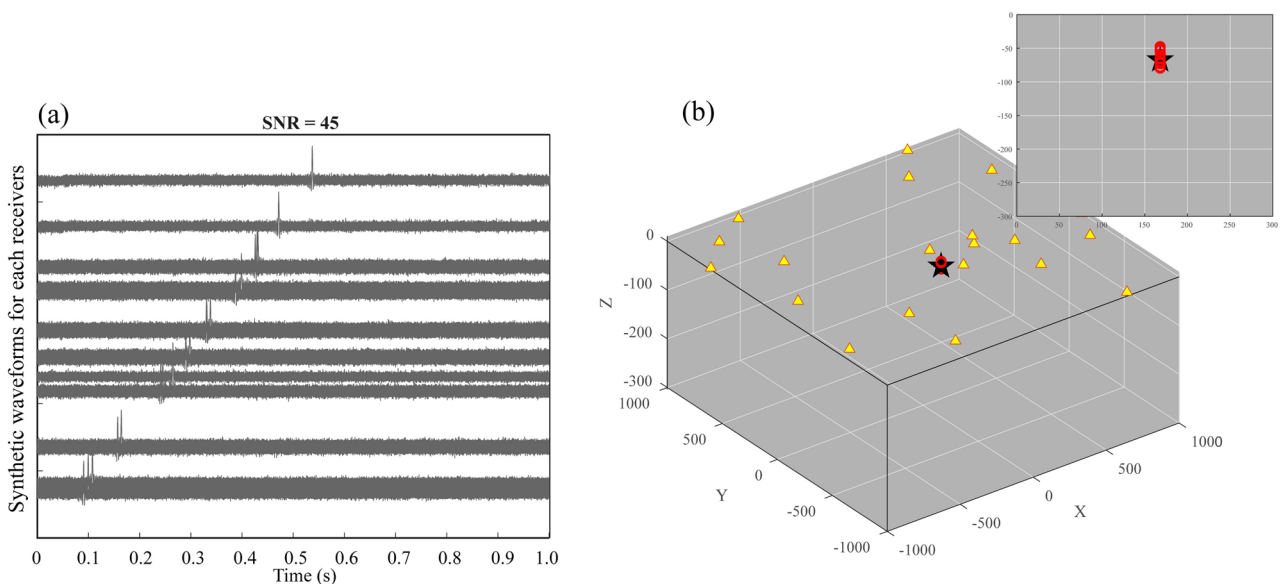 (a)
SNR = 45
Synthetic waveforms for each receivers
0 0.1 0.2 0.3 0.4 0.5 0.6 0.7 0.8 0.9 1.0
Time (s)
(b)
0
-50
-100
-150
-200
-250
-300
0 50 100 150 200 250 300
0
-100
-200
-300
Z
1000
500
0
-500
-1000
Y
-1000
-500
0
500
1000
X